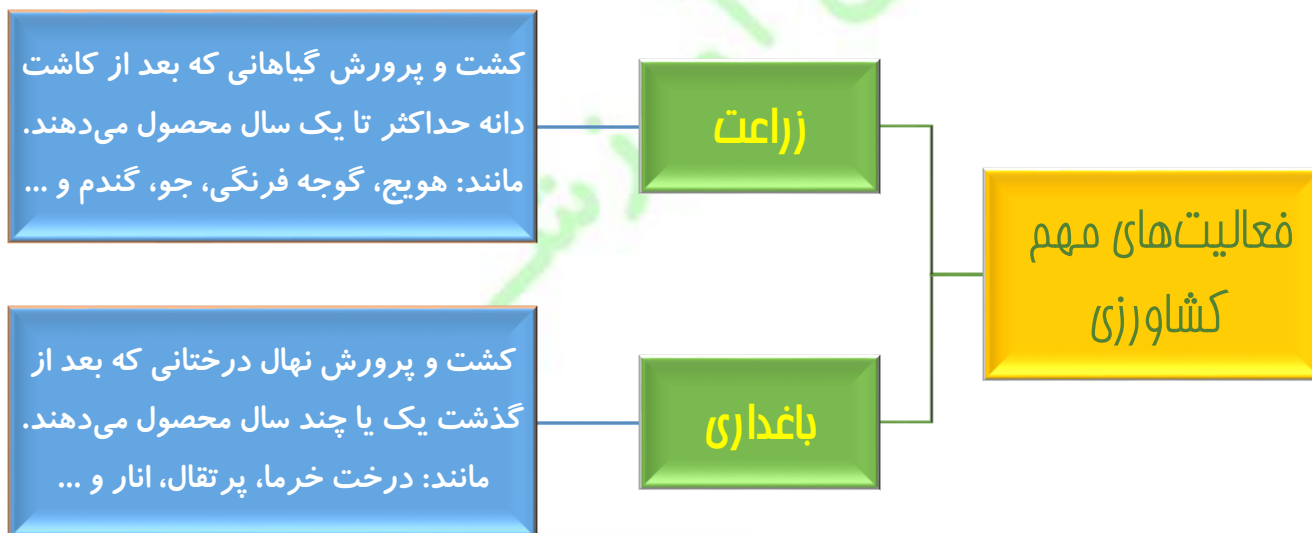 فعالیت‌های مهم
کشاورزی
زراعت
کشت و پرورش گیاهانی که بعد از کاشت
دانه حداکثر تا یک سال محصول می‌دهند.
مانند: هویج، گوجه فرنگی، جو، گندم و ...
باغداری
کشت و پرورش نهال درختانی که بعد از
گذشت یک یا چند سال محصول می‌دهند.
مانند: درخت خرما، پرتقال، انار و ...